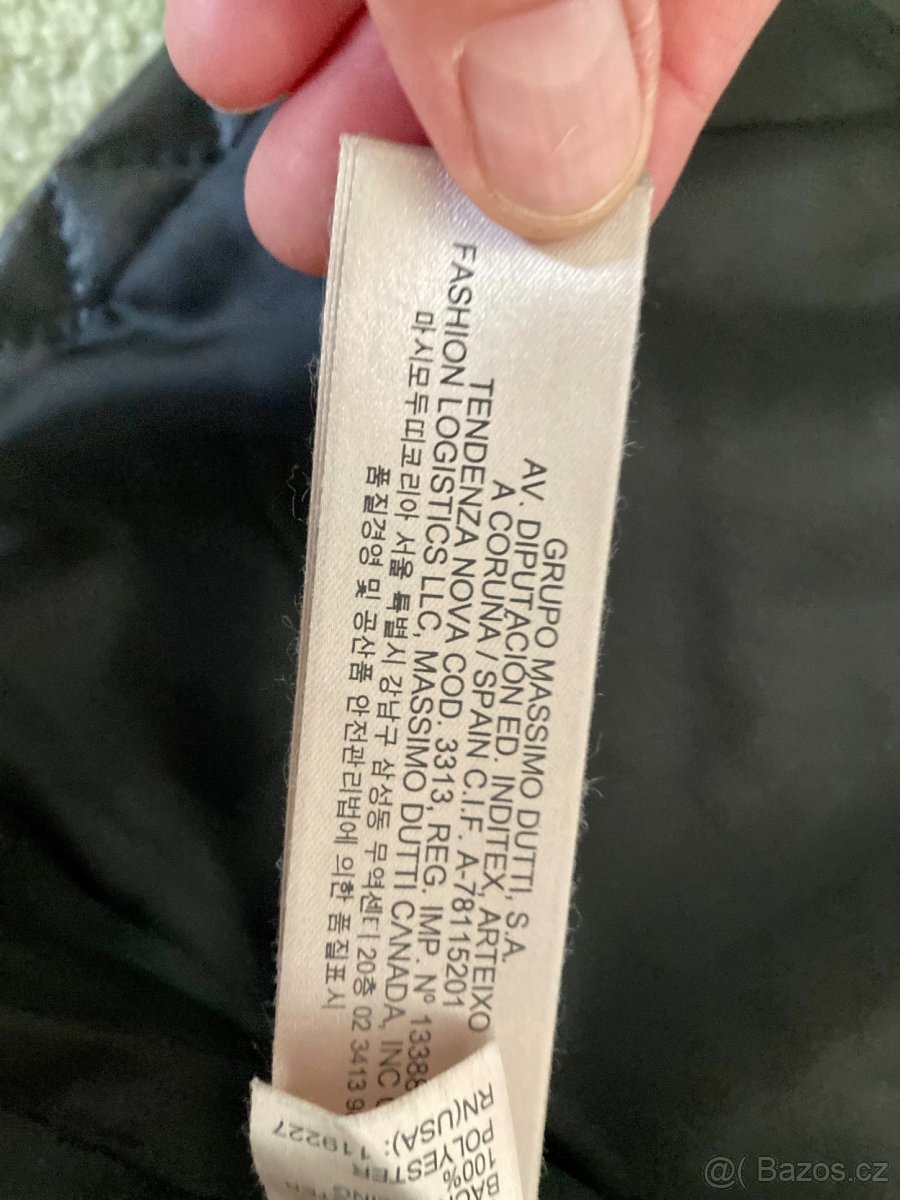 GRUPO MASSIMO DUTTI, S.A.
AV. DIPUTACIÓN ED. INDITEX, ARTEIXO
A CORUÑA / SPAIN C.I.F. A-78115201
TENDENZA NOVA COD. 3313, REG. IMP. Nº 1338
FASHION LOGISTICS LLC, MASSIMO DUTTI CANADA, INC
마시모두띠코리아 서울 특별시 강남구 삼성동 무역센터 20층 02 3413
품질경영 및 공산품 안전관리법에 의한 품질표시
100%
POLYESTER
RN(USA): 119227
@( Bazos.cz